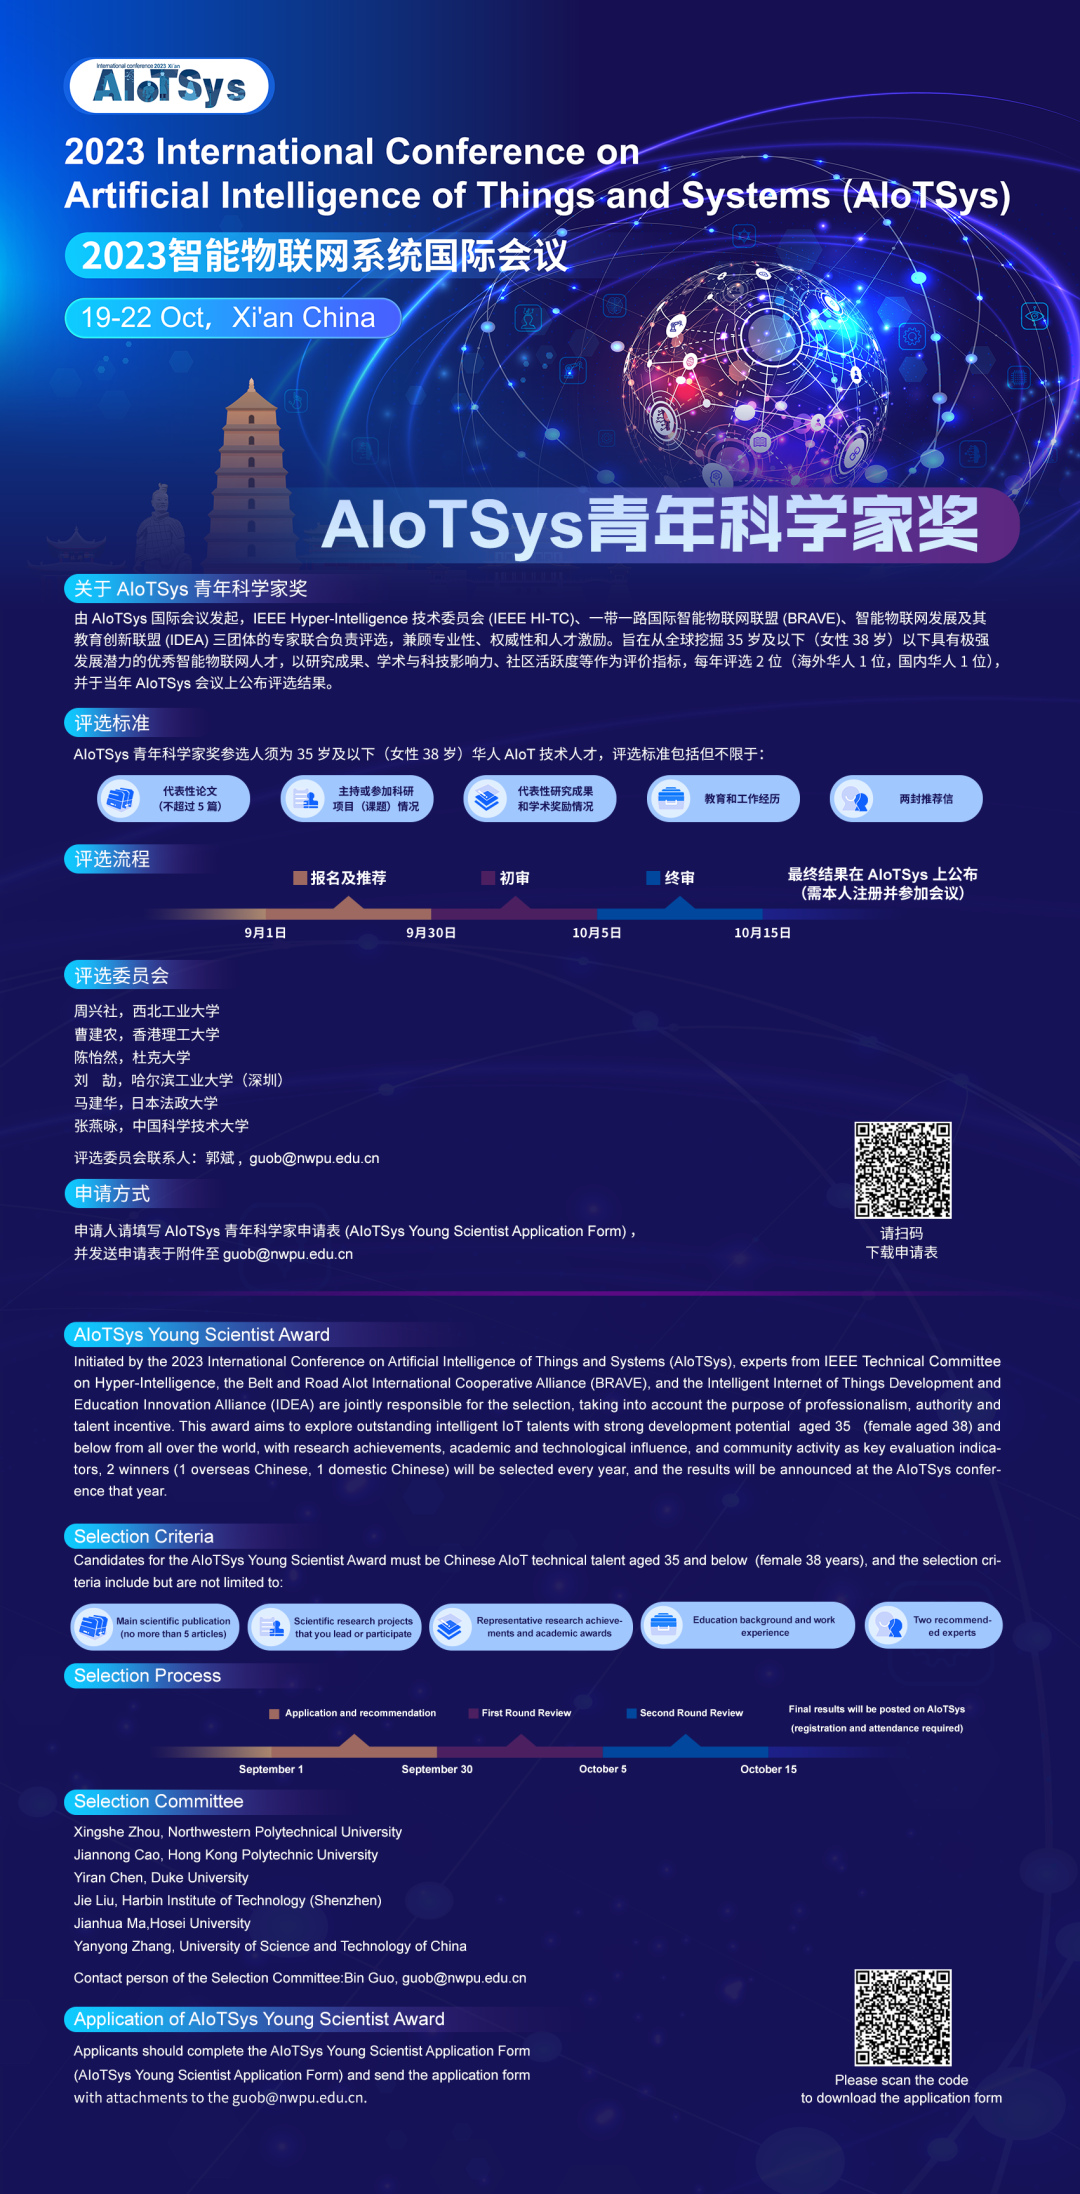 International conference 2023 Xi'an
AIoTSys
2023 International Conference on
Artificial Intelligence of Things and Systems (AIoTSys)
2023智能物联网系统国际会议
19-22 Oct, Xi'an China
AIoTSys青年科学家奖
关于 AIoTSys 青年科学家奖
由 AIoTSys 国际会议发起，IEEE Hyper-Intelligence 技术委员会 (IEEE HI-TC)、一带一路国际智能物联网联盟 (BRAVE)、智能物联网发展及其
教育创新联盟 (IDEA) 三团体的专家联合负责评选，兼顾专业性、权威性和人才激励。旨在从全球挖掘 35 岁及以下（女性 38 岁）以下具有极强
发展潜力的优秀智能物联网人才，以研究成果、学术与科技影响力、社区活跃度等作为评价指标，每年评选 2 位（海外华人 1 位，国内华人 1 位），
并于当年 AIoTSys 会议上公布评选结果。
评选标准
AIoTSys 青年科学家奖参选人须为 35 岁及以下（女性 38 岁）华人 AIoT 技术人才，评选标准包括但不限于：
代表性论文
（不超过 5 篇）
主持或参加科研
项目（课题）情况
代表性研究成果
和学术奖励情况
教育和工作经历
两封推荐信
评选流程
报名及推荐
初审
终审
最终结果在 AIoTSys 上公布
（需本人注册并参加会议）
9月1日
9月30日
10月5日
10月15日
评选委员会
周兴社，西北工业大学
曹建农，香港理工大学
陈怡然，杜克大学
刘 劼，哈尔滨工业大学（深圳）
马建华，日本法政大学
张燕咏，中国科学技术大学
评选委员会联系人：郭斌 , guob@nwpu.edu.cn
申请方式
申请人请填写 AIoTSys 青年科学家申请表 (AIoTSys Young Scientist Application Form) ，
并发送申请表于附件至 guob@nwpu.edu.cn
请扫码
下载申请表
AIoTSys Young Scientist Award
Initiated by the 2023 International Conference on Artificial Intelligence of Things and Systems (AIoTSys), experts from IEEE Technical Committee
on Hyper-Intelligence, the Belt and Road AIot International Cooperative Alliance (BRAVE), and the Intelligent Internet of Things Development and
Education Innovation Alliance (IDEA) are jointly responsible for the selection, taking into account the purpose of professionalism, authority and
talent incentive. This award aims to explore outstanding intelligent IoT talents with strong development potential aged 35 (female aged 38) and
below from all over the world, with research achievements, academic and technological influence, and community activity as key evaluation indica-
tors, 2 winners (1 overseas Chinese, 1 domestic Chinese) will be selected every year, and the results will be announced at the AIoTSys confer-
ence that year.
Selection Criteria
Candidates for the AIoTSys Young Scientist Award must be Chinese AIoT technical talent aged 35 and below (female 38 years), and the selection cri-
teria include but are not limited to:
Main scientific publication
(no more than 5 articles)
Scientific research projects
that you lead or participate
Representative research achieve-
ments and academic awards
Education background and work
experience
Two recommend-
ed experts
Selection Process
Application and recommendation
First Round Review
Second Round Review
Final results will be posted on AIoTSys
(registration and attendance required)
September 1
September 30
October 5
October 15
Selection Committee
Xingshe Zhou, Northwestern Polytechnical University
Jiannong Cao, Hong Kong Polytechnic University
Yiran Chen, Duke University
Jie Liu, Harbin Institute of Technology (Shenzhen)
Jianhua Ma,Hosei University
Yanyong Zhang, University of Science and Technology of China
Contact person of the Selection Committee:Bin Guo, guob@nwpu.edu.cn
Application of AIoTSys Young Scientist Award
Applicants should complete the AIoTSys Young Scientist Application Form
(AIoTSys Young Scientist Application Form) and send the application form
with attachments to the guob@nwpu.edu.cn.
Please scan the code
to download the application form